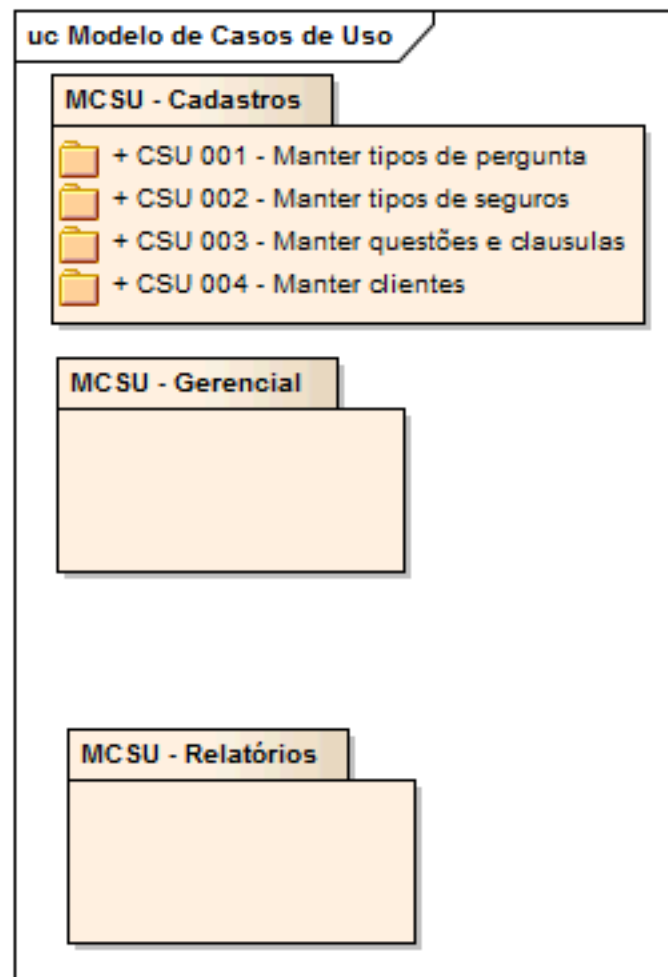 uc Modelo de Casos de Uso
MCSU - Cadastros
+ CSU 001 - Manter tipos de pergunta
+ CSU 002 - Manter tipos de seguros
+ CSU 003 - Manter questões e clausulas
+ CSU 004 - Manter clientes
MCSU - Gerencial
MCSU - Relatórios